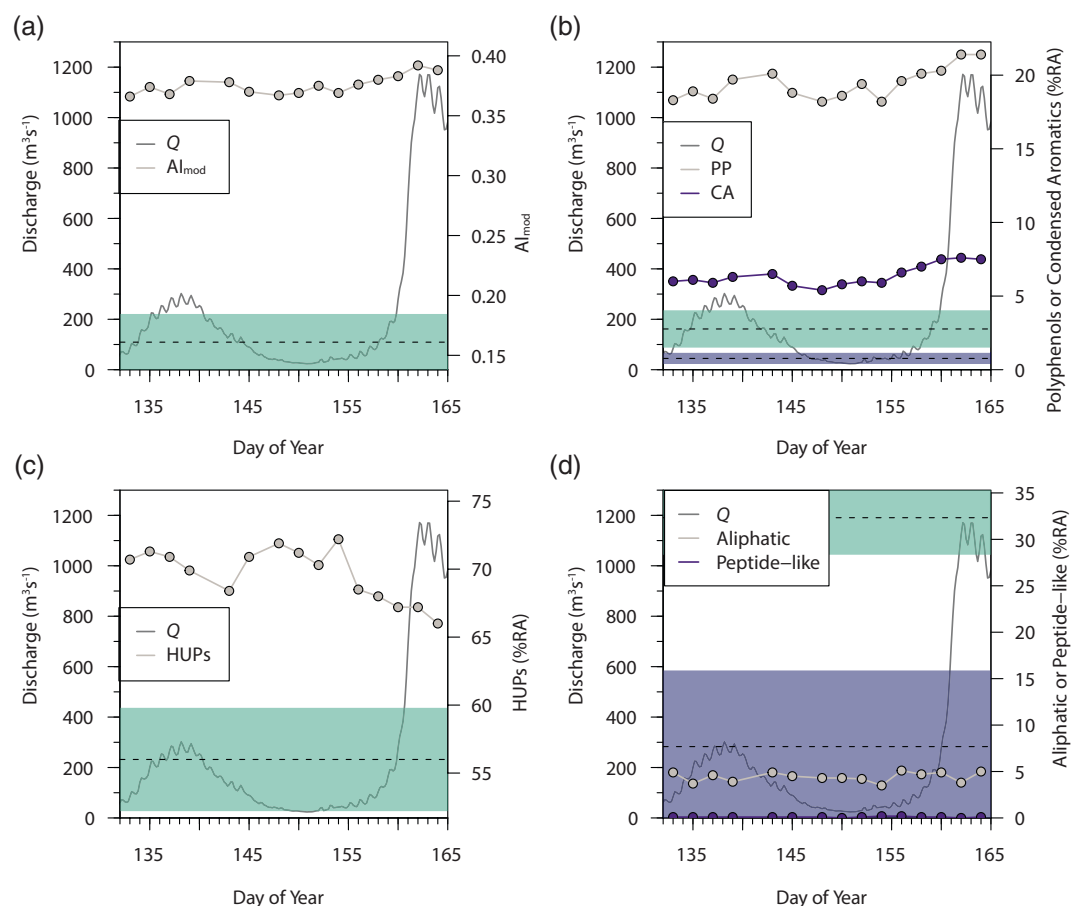 (a)
Discharge (m³s⁻¹)
1200
1000
800
600
400
200
0
Q
AImod
0.40
0.35
0.30
0.25
0.20
0.15
AImod
135
145
155
165
Day of Year
(b)
Discharge (m³s⁻¹)
1200
1000
800
600
400
200
0
Q
PP
CA
20
15
10
5
0
Polyphenols or Condensed Aromatics (%RA)
135
145
155
165
Day of Year
(c)
Discharge (m³s⁻¹)
1200
1000
800
600
400
200
0
Q
HUPs
75
70
65
60
55
HUPs (%RA)
135
145
155
165
Day of Year
(d)
Discharge (m³s⁻¹)
1200
1000
800
600
400
200
0
Q
Aliphatic
Peptide−like
35
30
25
20
15
10
5
0
Aliphatic or Peptide−like (%RA)
135
145
155
165
Day of Year